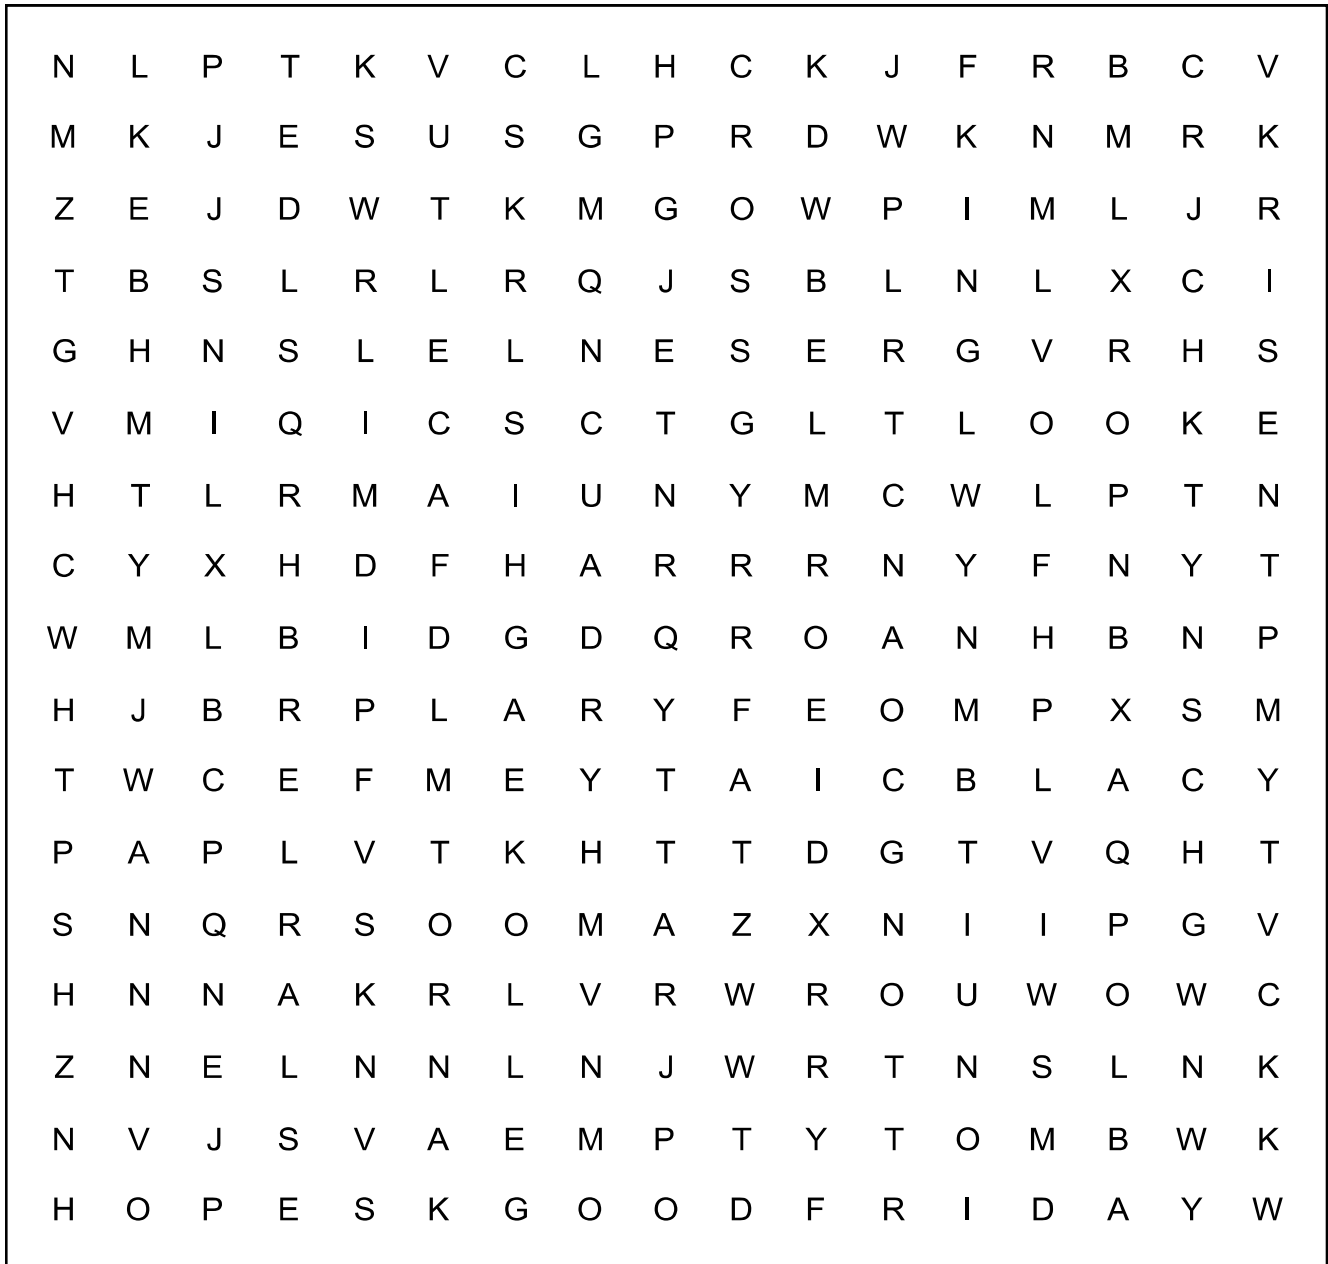 N L P T K V C L H C K J F R B C V
M K J E S U S G P R D W K N M R K
Z E J D W T K M G O W P I M L J R
T B S L R L R Q J S B L N L X C I
G H N S L E L N E S E R G V R H S
V M I Q I C S C T G L T L O O K E
H T L R M A I U N Y M C W L P T N
C Y X H D F H A R R R N Y F N Y T
W M L B I D G D Q R O A N H B N P
H J B R P L A R Y F E O M P X S M
T W C E F M E Y T A I C B L A C Y
P A P L V T K H T T D G T V Q H T
S N Q R S O O M A Z X N I I P G V
H N N A K R L V R W R O U W O W C
Z N E L N N L N J W R T N S L N K
N V J S V A E M P T Y T O M B W K
H O P E S K G O O D F R I D A Y W